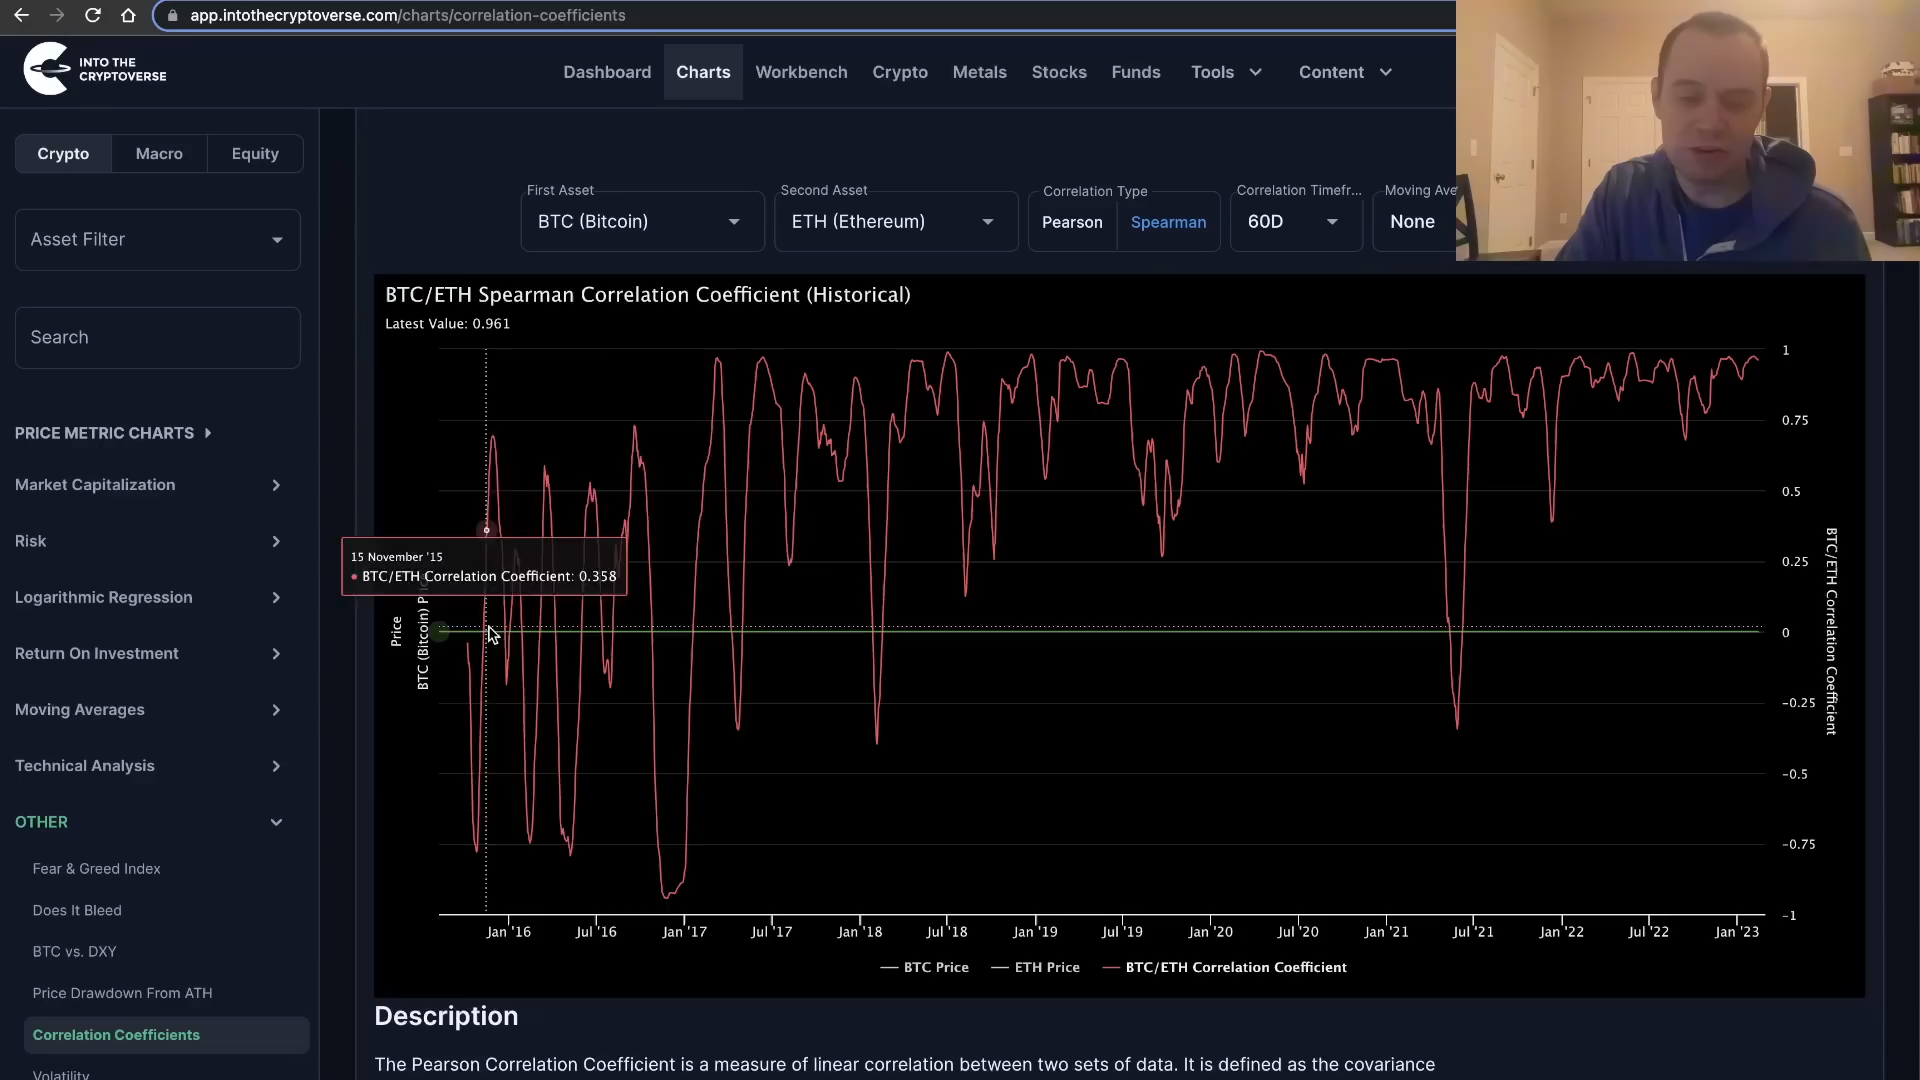 app.intothecryptoverse.com/charts/correlation-coefficients
INTO THE
CRYPTOVERSE
Dashboard
Charts
Workbench
Crypto
Metals
Stocks
Funds
Tools
Content
Crypto
Macro
Equity
Asset Filter
Search
PRICE METRIC CHARTS
Market Capitalization
Risk
Logarithmic Regression
Return On Investment
Moving Averages
Technical Analysis
OTHER
Fear & Greed Index
Does It Bleed
BTC vs. DXY
Price Drawdown From ATH
Correlation Coefficients
Volatility
First Asset
BTC (Bitcoin)
Second Asset
ETH (Ethereum)
Correlation Type
Pearson
Spearman
Correlation Timefr...
60D
Moving Ave
None
BTC/ETH Spearman Correlation Coefficient (Historical)
Latest Value: 0.961
15 November '15
BTC/ETH Correlation Coefficient: 0.358
Price
BTC (Bitcoin)
1
0.75
0.5
0.25
0
-0.25
-0.5
-0.75
-1
BTC/ETH Correlation Coefficient
Jan '16
Jul '16
Jan '17
Jul '17
Jan '18
Jul '18
Jan '19
Jul '19
Jan '20
Jul '20
Jan '21
Jul '21
Jan '22
Jul '22
Jan '23
BTC Price
ETH Price
BTC/ETH Correlation Coefficient
Description
The Pearson Correlation Coefficient is a measure of linear correlation between two sets of data. It is defined as the covariance